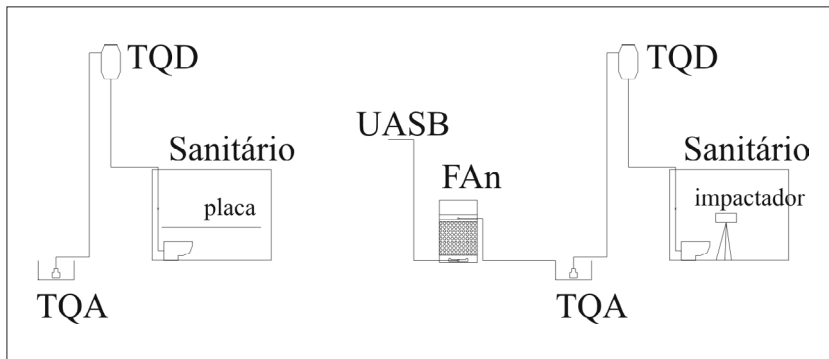 TQD
Sanitário
placa
TQA
UASB
FAn
TQD
Sanitário
impactador
TQA